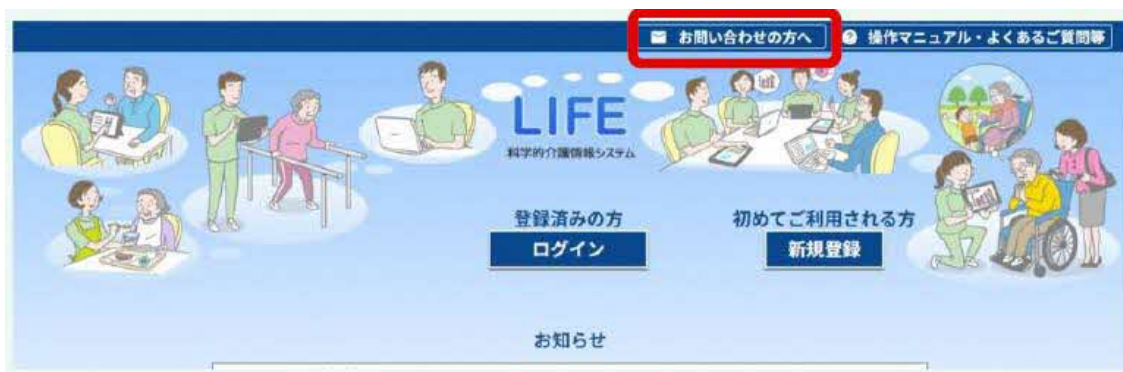 お問い合わせの方へ
操作マニュアル・よくあるご質問等
LIFE
科学的介護情報システム
登録済みの方
初めてご利用される方
ログイン
新規登録
お知らせ